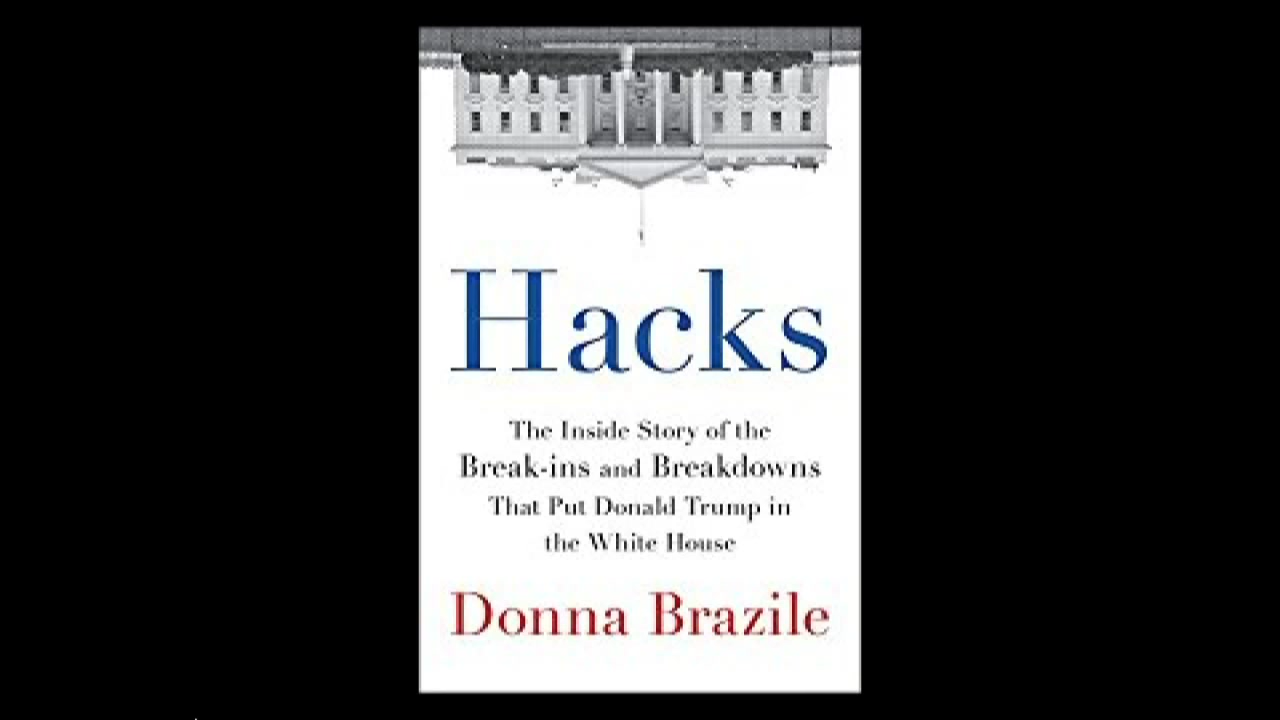 Hacks
The Inside Story of the
Break-ins and Breakdowns
That Put Donald Trump in
the White House
Donna Brazile